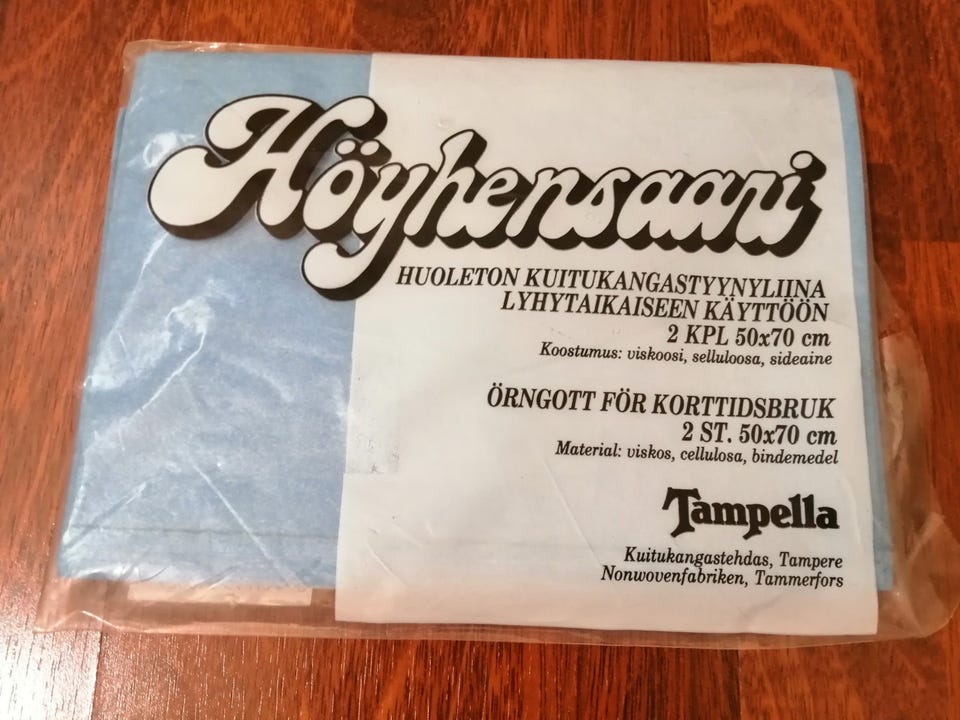 Höyhensaari
HUOLETON KUITUKANGASTYYNYLIINA
LYHYTAIKAISEEN KÄYTTÖÖN
2 KPL 50x70 cm
Koostumus: viskoosi, selluloosa, sideaine
ÖRNGOTT FÖR KORTTIDSBRUK
2 ST. 50x70 cm
Material: viskos, cellulosa, bindemedel
Tampella
Kuitukangastehdas, Tampere
Nonwovenfabriken, Tammerfors